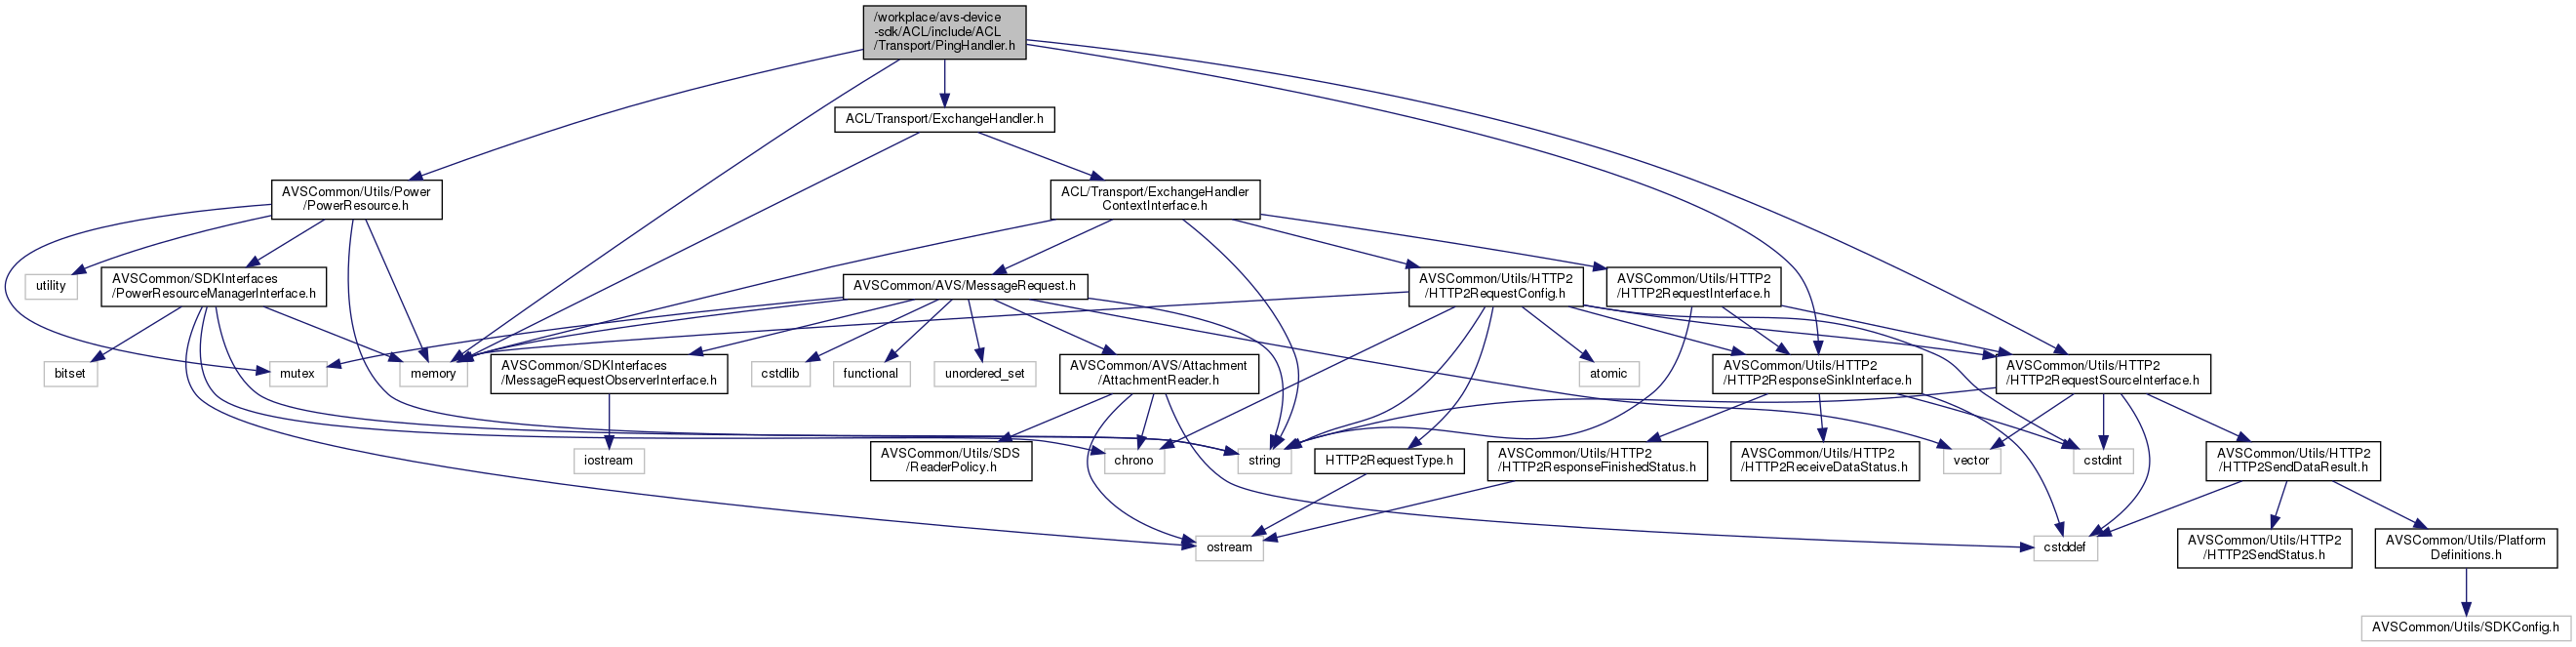 /workplace/avs-device
-sdk/ACL/include/ACL
/Transport/PingHandler.h
ACL/Transport/ExchangeHandler.h
AVSCommon/Utils/Power
/PowerResource.h
ACL/Transport/ExchangeHandler
ContextInterface.h
utility
AVSCommon/SDKInterfaces
/PowerResourceManagerInterface.h
AVSCommon/AVS/MessageRequest.h
AVSCommon/Utils/HTTP2
/HTTP2RequestConfig.h
AVSCommon/Utils/HTTP2
/HTTP2RequestInterface.h
bitset
mutex
memory
AVSCommon/SDKInterfaces
/MessageRequestObserverInterface.h
cstdlib
functional
unordered_set
AVSCommon/AVS/Attachment
/AttachmentReader.h
atomic
AVSCommon/Utils/HTTP2
/HTTP2ResponseSinkInterface.h
AVSCommon/Utils/HTTP2
/HTTP2RequestSourceInterface.h
iostream
AVSCommon/Utils/SDS
/ReaderPolicy.h
chrono
string
HTTP2RequestType.h
AVSCommon/Utils/HTTP2
/HTTP2ResponseFinishedStatus.h
AVSCommon/Utils/HTTP2
/HTTP2ReceiveDataStatus.h
vector
cstdint
AVSCommon/Utils/HTTP2
/HTTP2SendDataResult.h
ostream
cstddef
AVSCommon/Utils/HTTP2
/HTTP2SendStatus.h
AVSCommon/Utils/Platform
Definitions.h
AVSCommon/Utils/SDKConfig.h